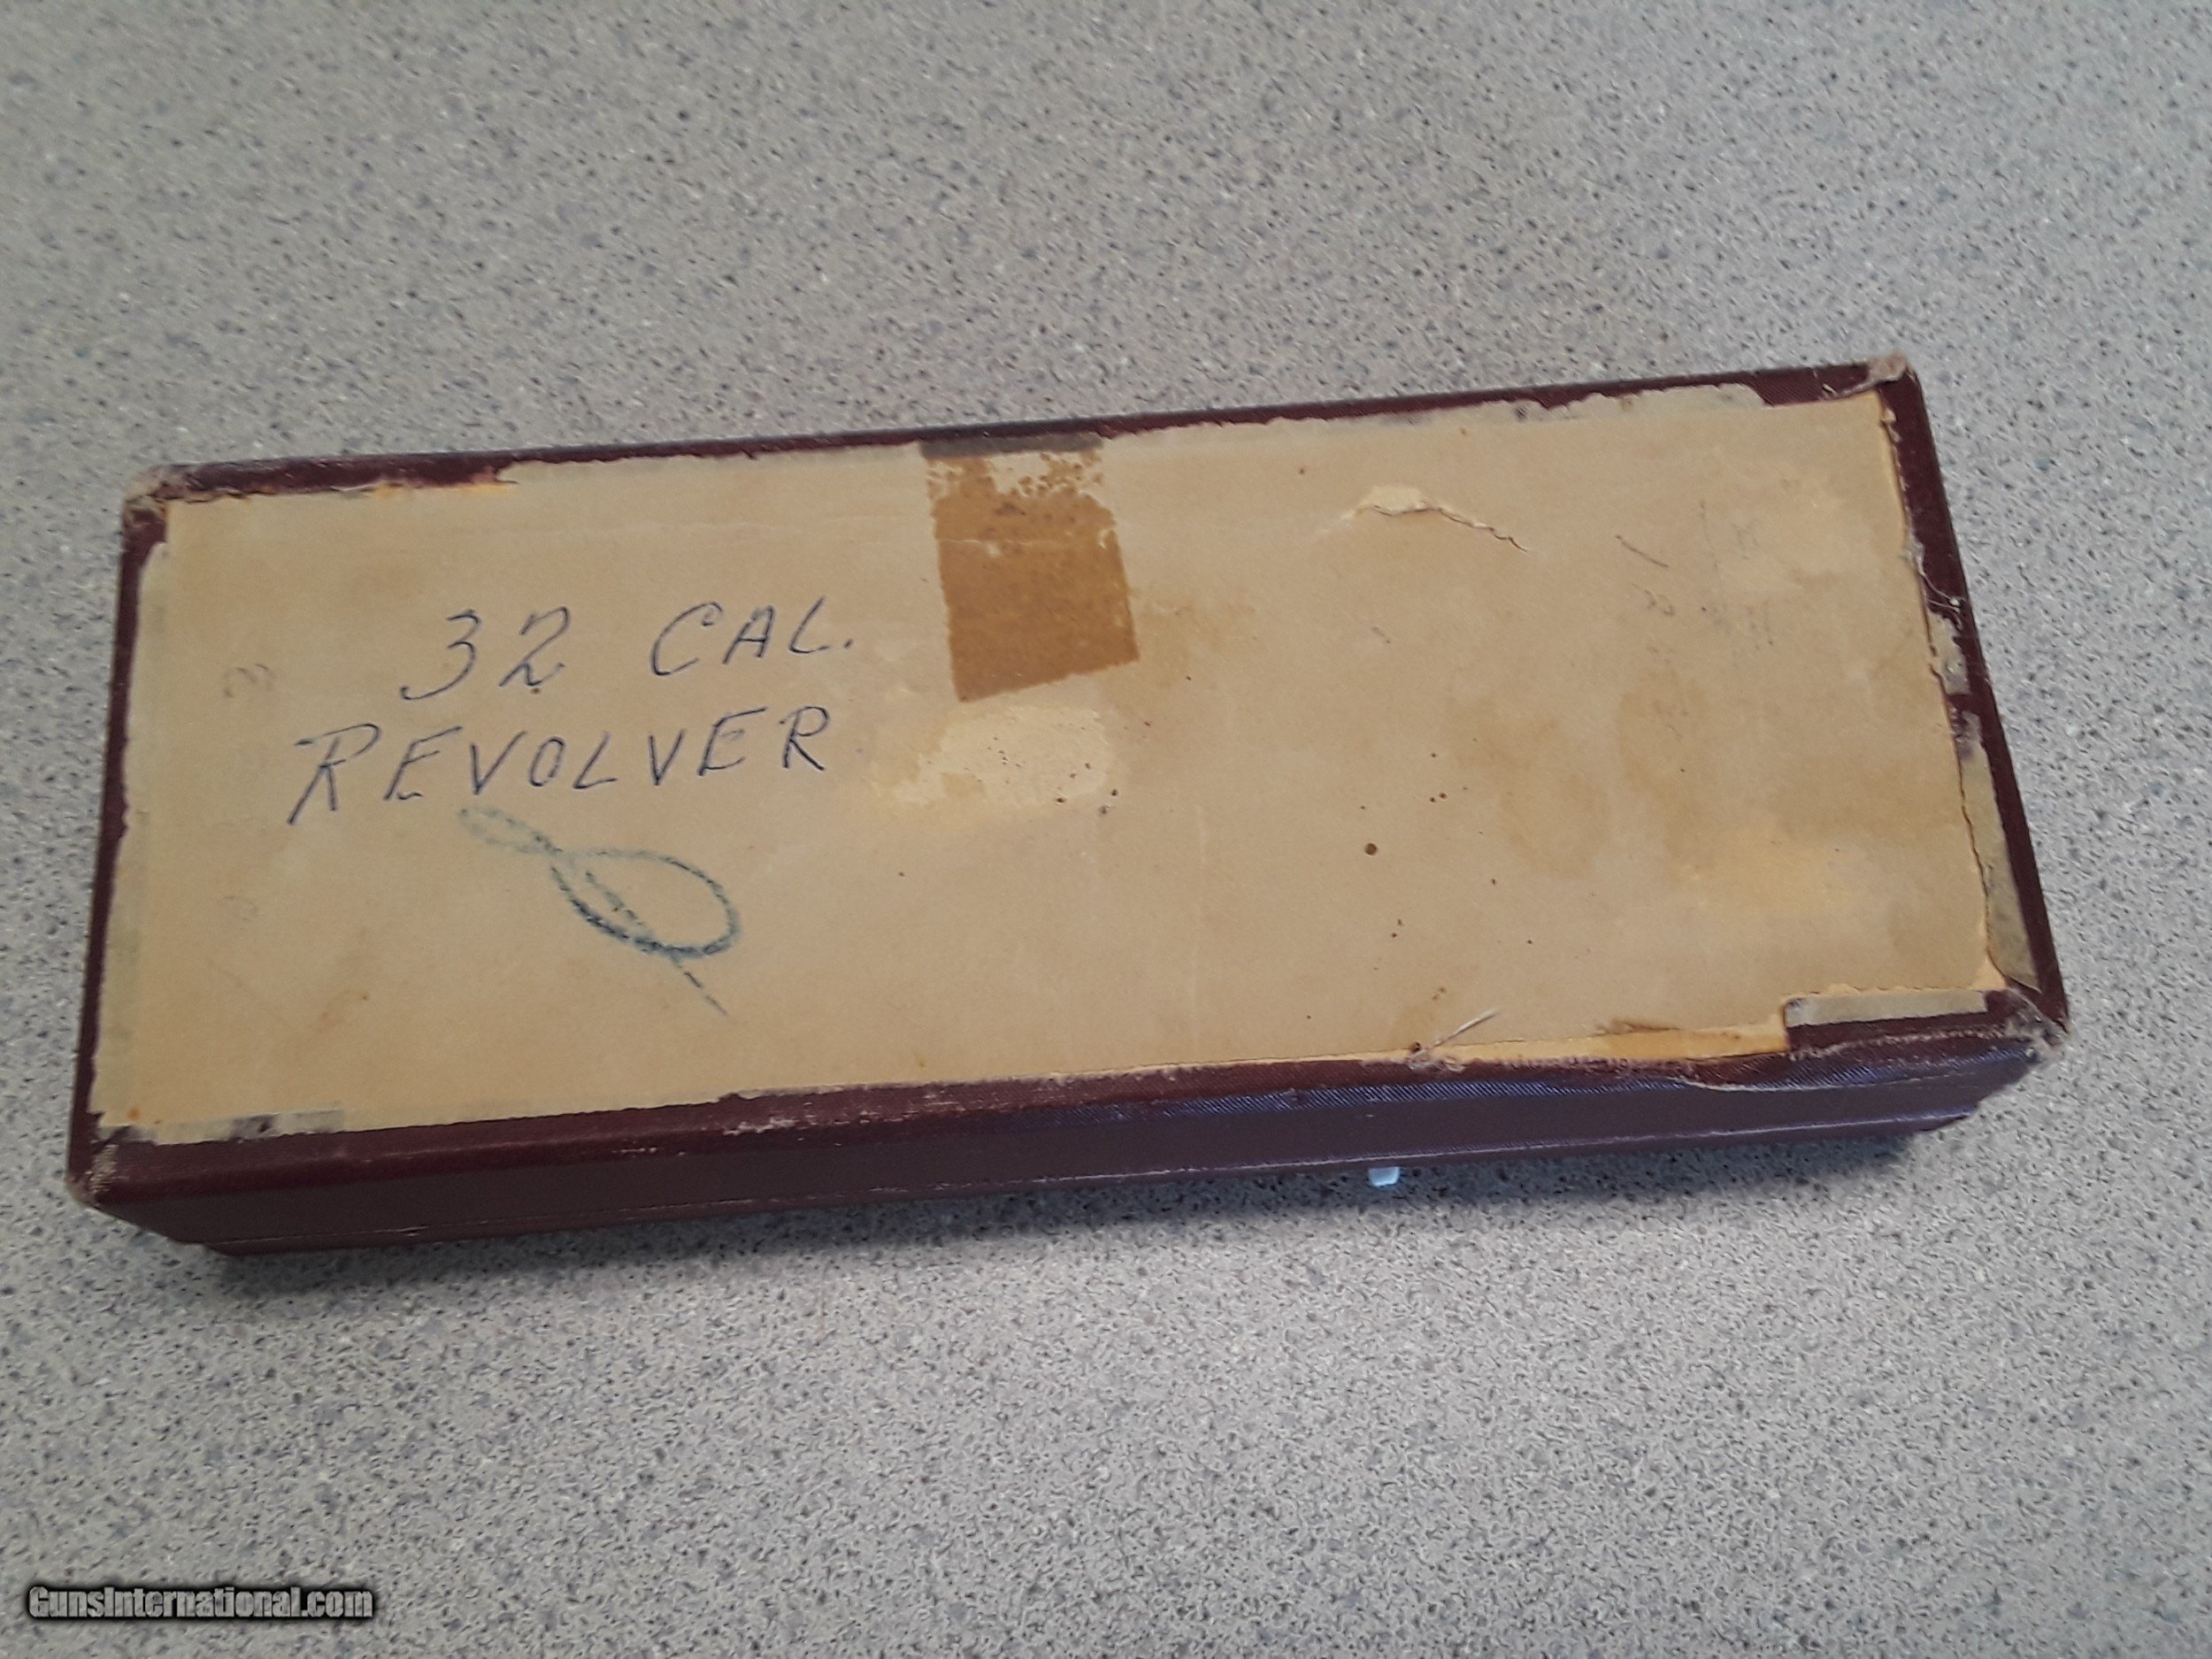 32 CAL.
REVOLVER
GunsInternational.com